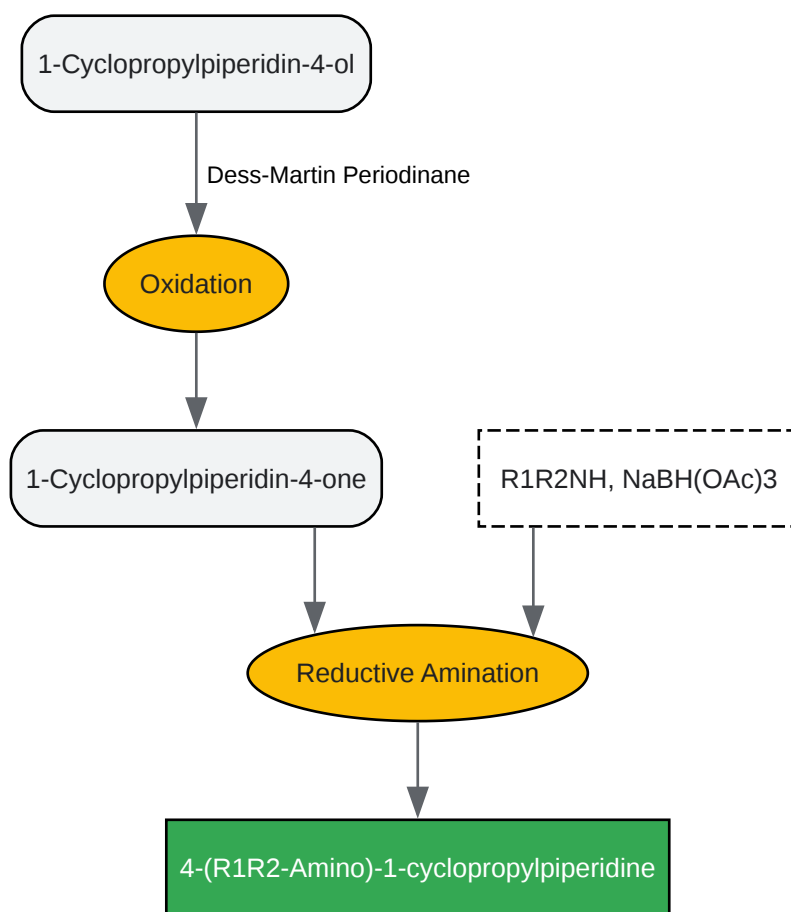 1-Cyclopropylpiperidin-4-ol
Dess-Martin Periodinane
Oxidation
1-Cyclopropylpiperidin-4-one
R1R2NH, NaBH(OAc)3
Reductive Amination
4-(R1R2-Amino)-1-cyclopropylpiperidine